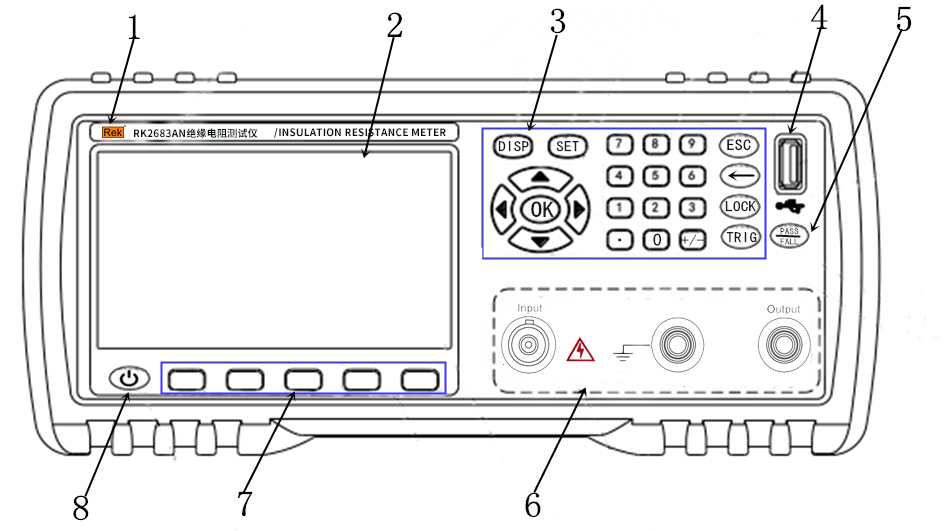 1
2
3
4
5
Rek RK2683AN绝缘电阻测试仪 /INSULATION RESISTANCE METER
DISP SET 7 8 9 ESC
4 5 6 ←
OK 1 2 3 LOCK
. 0 +/- TRIG
PASS
FALL
Input Output
8
7
6